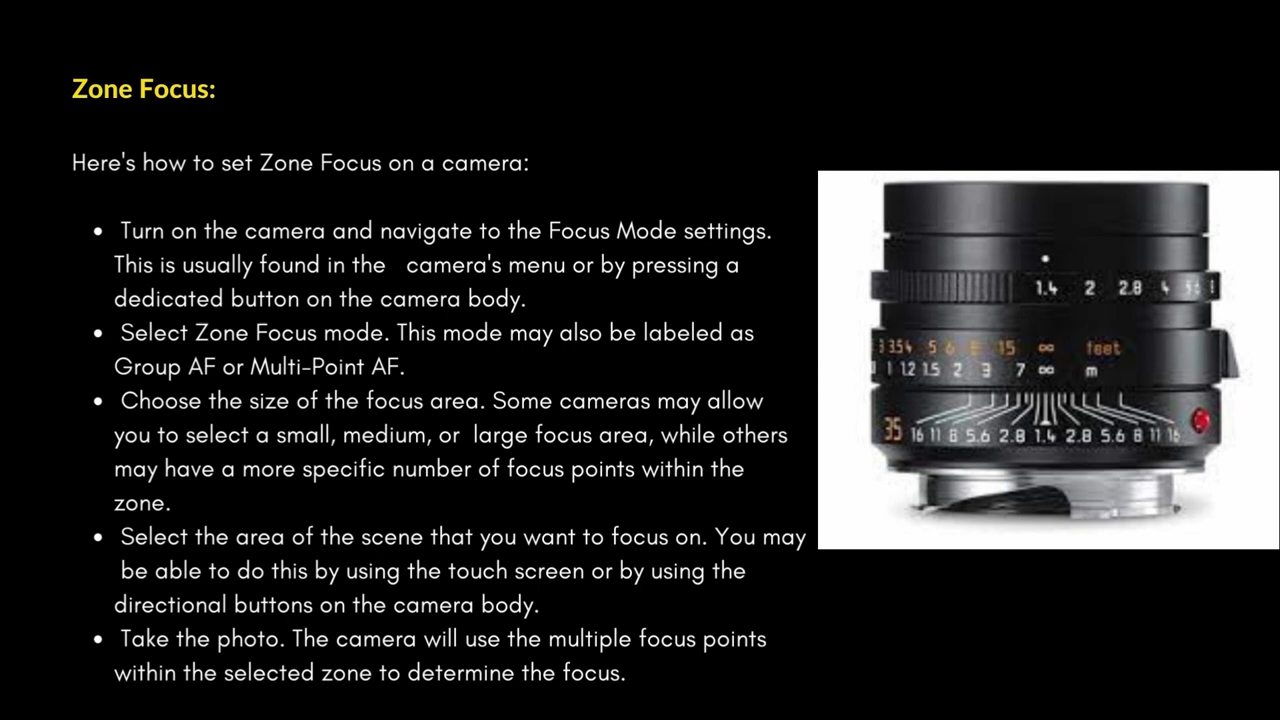 Zone Focus:
Here's how to set Zone Focus on a camera:
Turn on the camera and navigate to the Focus Mode settings.
This is usually found in the camera's menu or by pressing a
dedicated button on the camera body.
Select Zone Focus mode. This mode may also be labeled as
Group AF or Multi-Point AF.
Choose the size of the focus area. Some cameras may allow
you to select a small, medium, or large focus area, while others
may have a more specific number of focus points within the
zone.
Select the area of the scene that you want to focus on. You may
be able to do this by using the touch screen or by using the
directional buttons on the camera body.
Take the photo. The camera will use the multiple focus points
within the selected zone to determine the focus.
1.4 2 2.8 4
3.5 4 5 6 8 15 ∞ feet
1 1.2 1.5 2 3 7 ∞ m
35 16 11 8 5.6 2.8 1.4 2.8 5.6 8 11 16